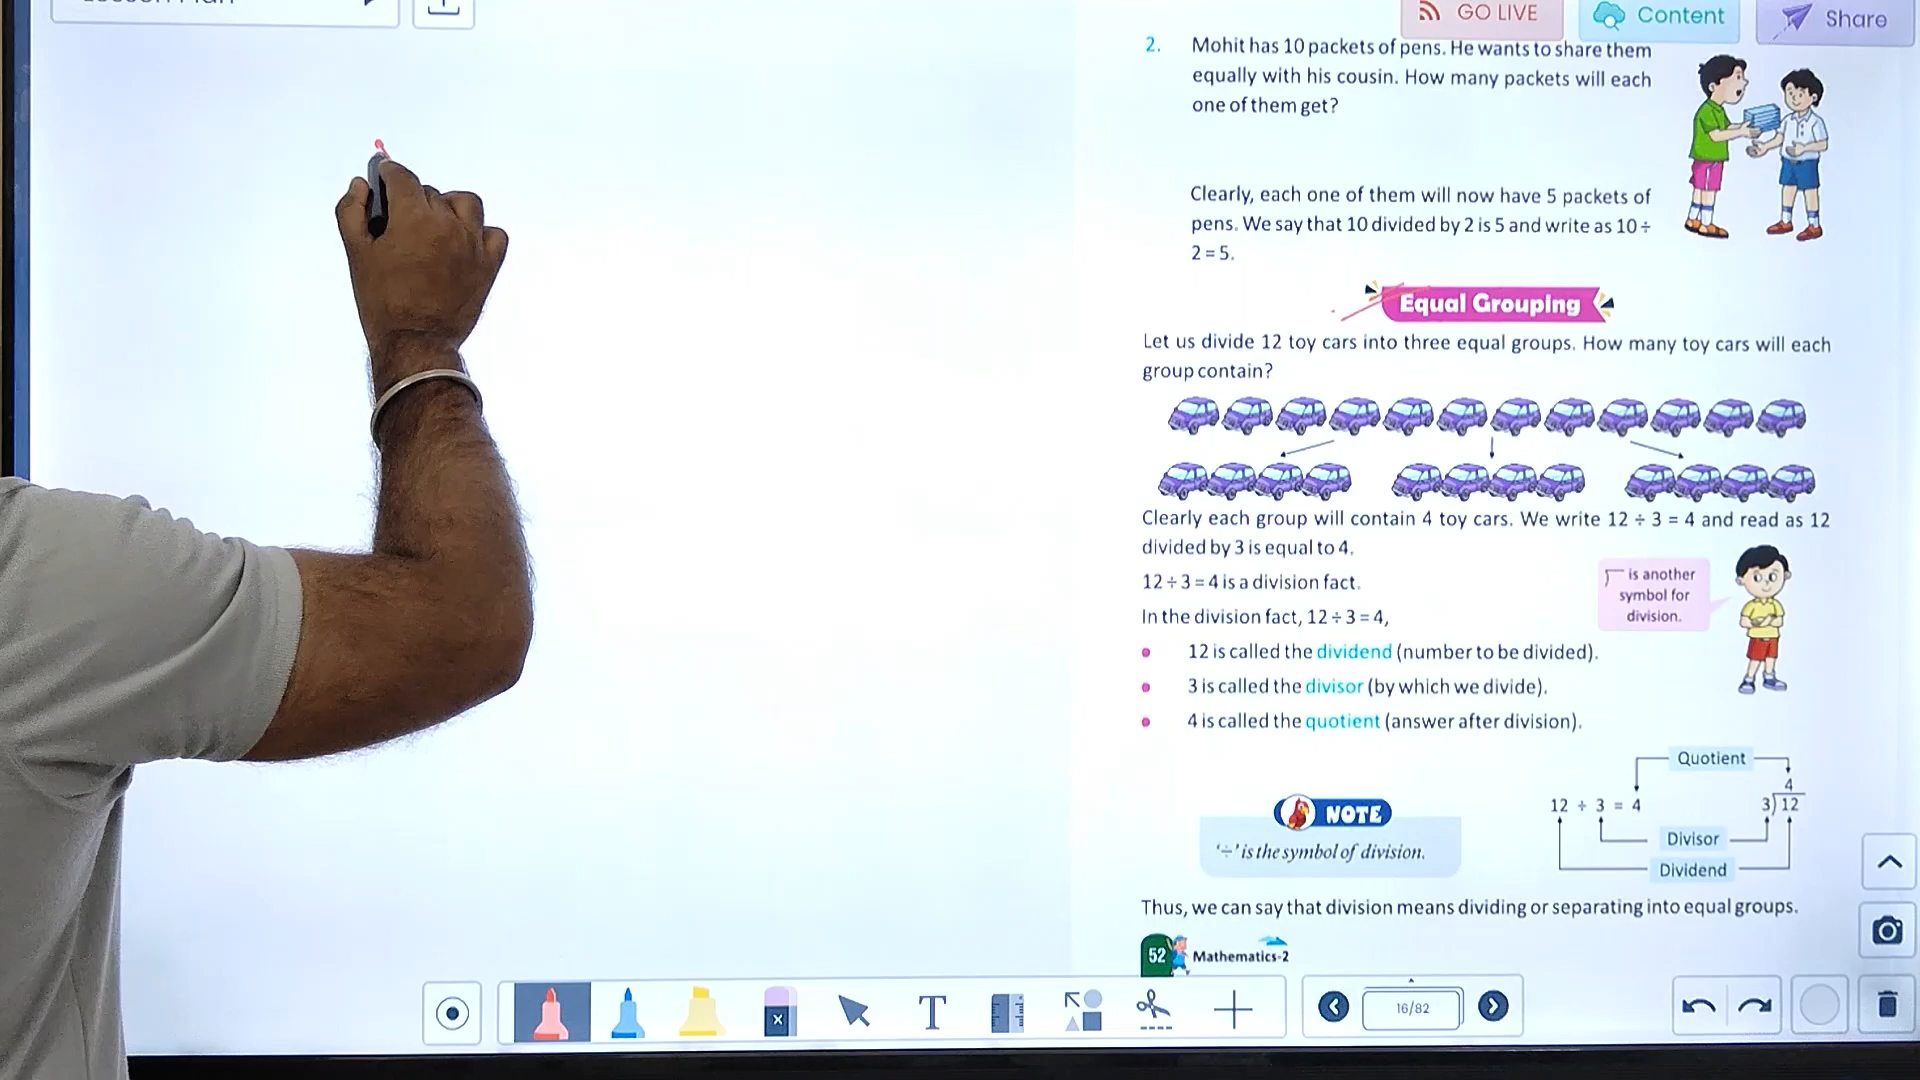 GO LIVE
Content
Share
2. Mohit has 10 packets of pens. He wants to share them
equally with his cousin. How many packets will each
one of them get?
Clearly, each one of them will now have 5 packets of
pens. We say that 10 divided by 2 is 5 and write as 10 ÷
2 = 5.
Equal Grouping
Let us divide 12 toy cars into three equal groups. How many toy cars will each
group contain?
Clearly each group will contain 4 toy cars. We write 12 ÷ 3 = 4 and read as 12
divided by 3 is equal to 4.
12 ÷ 3 = 4 is a division fact.
In the division fact, 12 ÷ 3 = 4,
is another
symbol for
division.
• 12 is called the dividend (number to be divided).
• 3 is called the divisor (by which we divide).
• 4 is called the quotient (answer after division).
Quotient
4
12 ÷ 3 = 4
3)12
Divisor
Dividend
NOTE
'÷' is the symbol of division.
Thus, we can say that division means dividing or separating into equal groups.
52 Mathematics-2
T
16/82